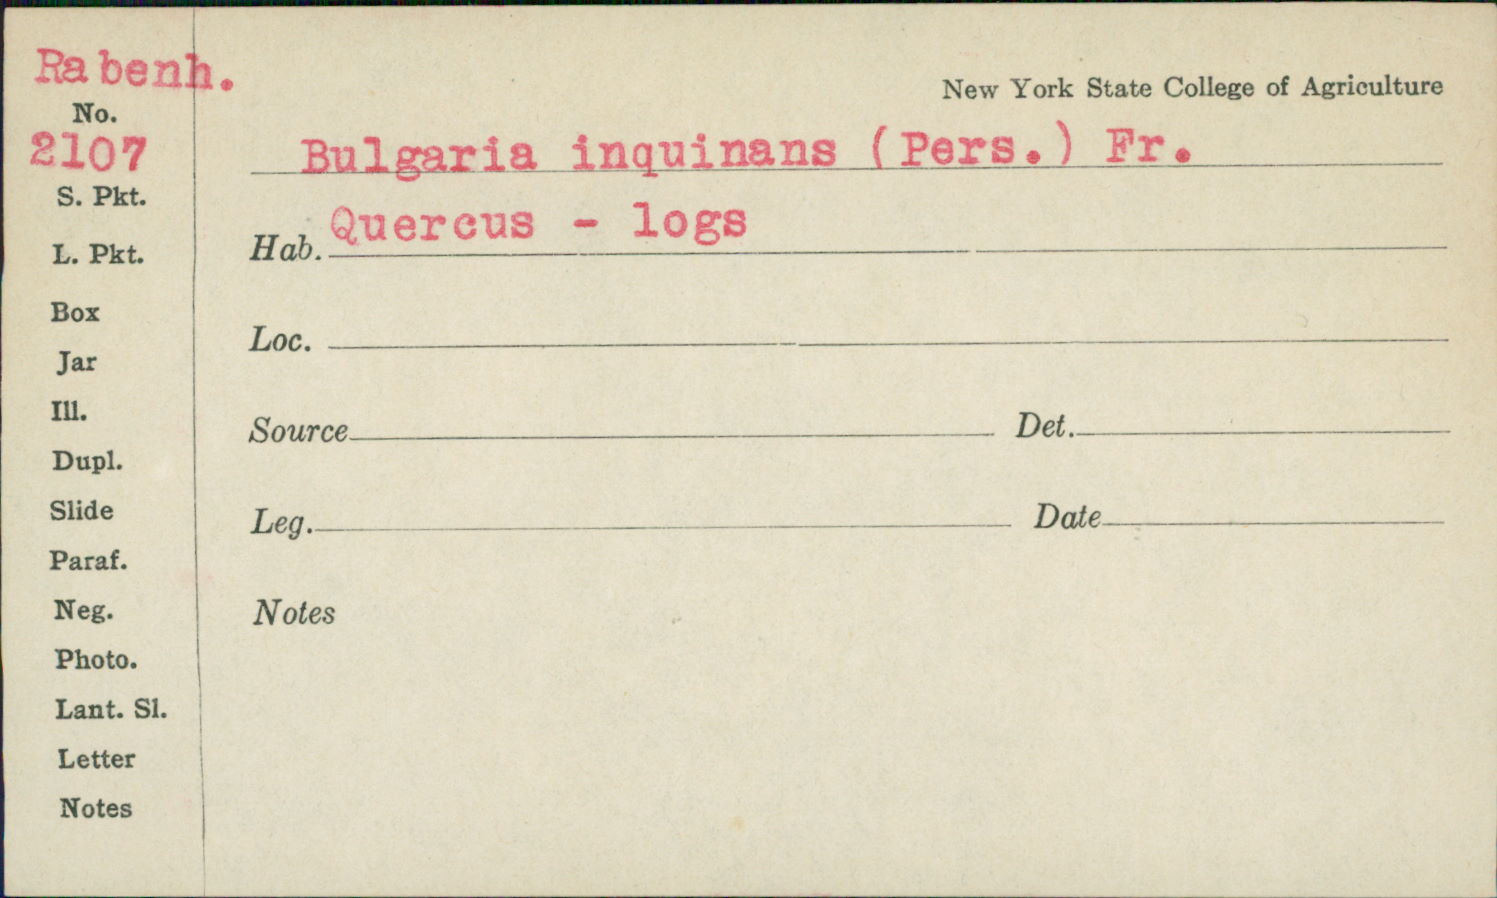 Rabenh.
New York State College of Agriculture
No.
2107
Bulgaria inquinans (Pers.) Fr.
S. Pkt.
Hab. Quercus - logs
L. Pkt.
Box
Loc.
Jar
Ill.
Source Det.
Dupl.
Slide
Leg. Date
Paraf.
Neg.
Notes
Photo.
Lant. Sl.
Letter
Notes